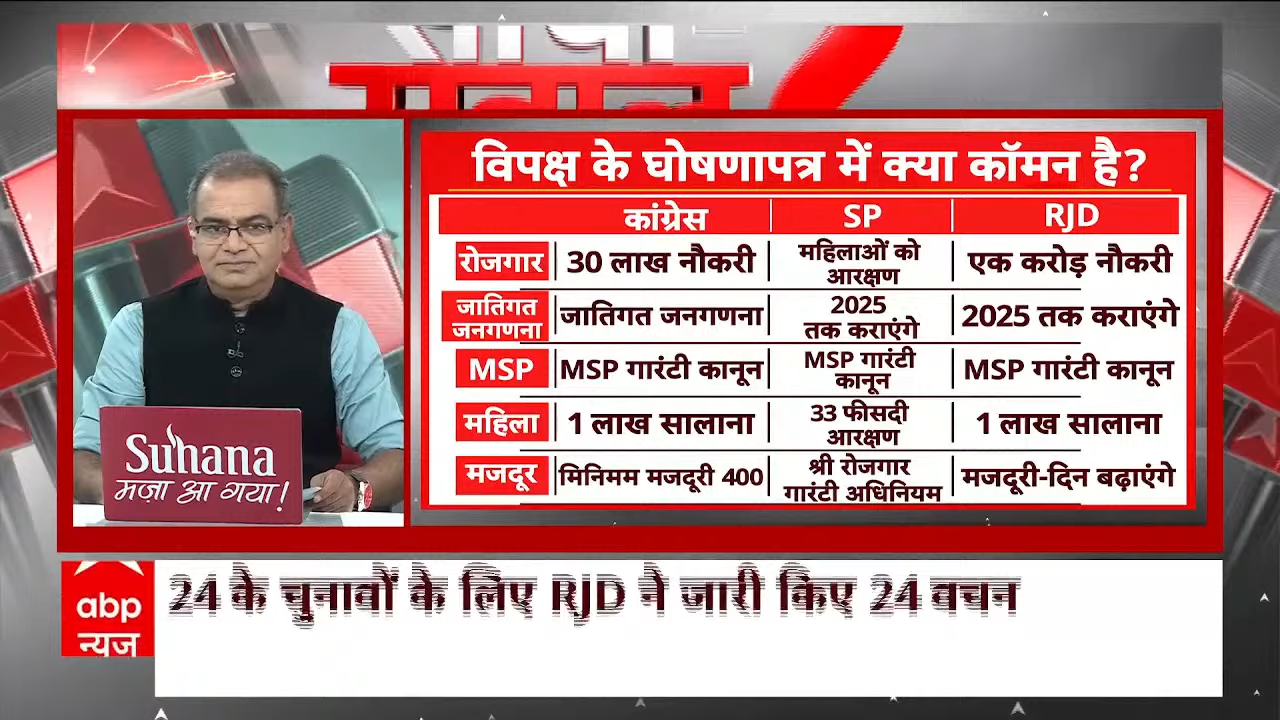 विपक्ष के घोषणापत्र में क्या कॉमन है?
कांग्रेस SP RJD
रोजगार 30 लाख नौकरी महिलाओं को आरक्षण एक करोड़ नौकरी
जातिगत जनगणना जातिगत जनगणना 2025 तक कराएंगे 2025 तक कराएंगे
MSP MSP गारंटी कानून MSP गारंटी कानून MSP गारंटी कानून
महिला 1 लाख सालाना 33 फीसदी आरक्षण 1 लाख सालाना
मजदूर मिनिमम मजदूरी 400 श्री रोजगार गारंटी अधिनियम मजदूरी-दिन बढ़ाएंगे
Suhana
मज़ा आ गया!
abp
न्यूज़
24 के चुनावों के लिए RJD ने जारी किए 24 वचन